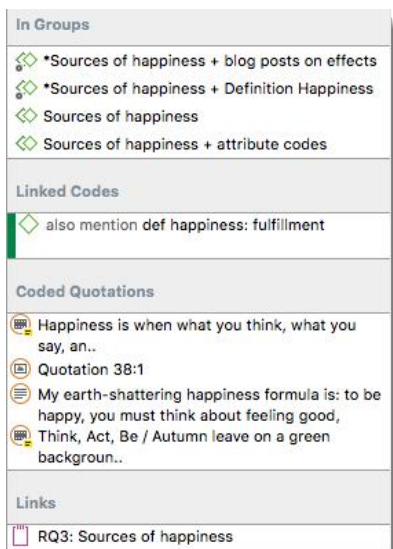 In Groups
*Sources of happiness + blog posts on effects
*Sources of happiness + Definition Happiness
Sources of happiness
Sources of happiness + attribute codes
Linked Codes
also mention def happiness: fulfillment
Coded Quotations
Happiness is when what you think, what you
say, an..
Quotation 38:1
My earth-shattering happiness formula is: to be
happy, you must think about feeling good,
Think, Act, Be / Autumn leave on a green
backgroun..
Links
RQ3: Sources of happiness